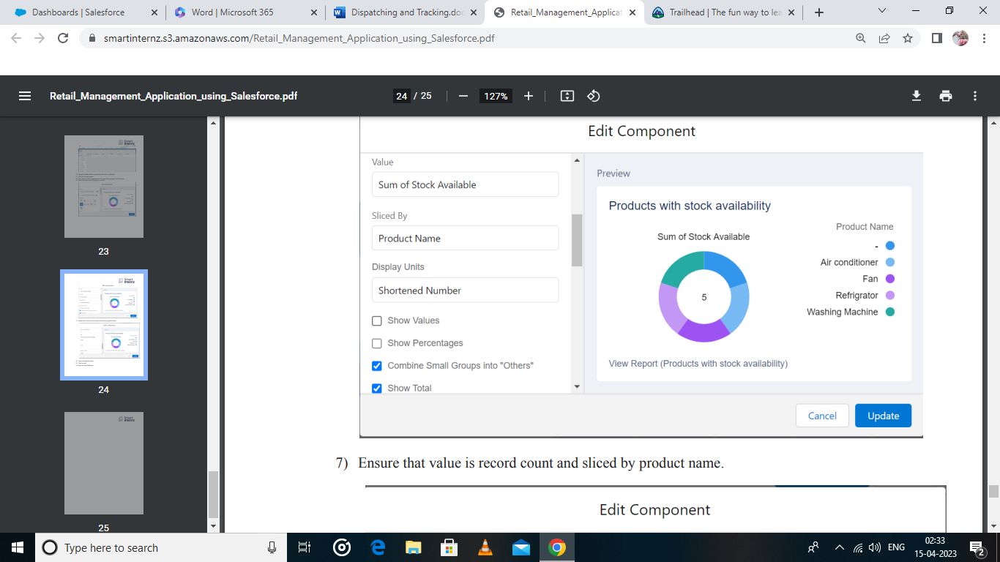 Dashboards | Salesforce
Word | Microsoft 365
Dispatching and Tracking.doc
Retail_Management_Applicat
Trailhead | The fun way to lea
smartinternz.s3.amazonaws.com/Retail_Management_Application_using_Salesforce.pdf
Retail_Management_Application_using_Salesforce.pdf
24 / 25
127%
23
24
25
Edit Component
Value
Sum of Stock Available
Sliced By
Product Name
Display Units
Shortened Number
Show Values
Show Percentages
Combine Small Groups into "Others"
Show Total
Preview
Products with stock availability
Sum of Stock Available
5
Product Name
-
Air conditioner
Fan
Refrigrator
Washing Machine
View Report (Products with stock availability)
Cancel
Update
7) Ensure that value is record count and sliced by product name.
Edit Component
Type here to search
ENG
02:33
15-04-2023
2